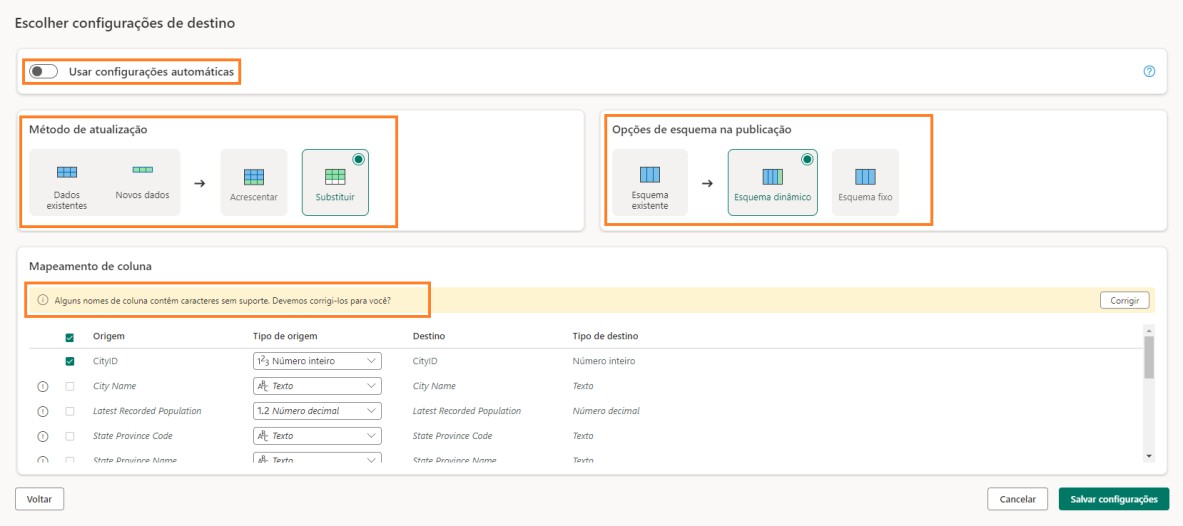 Escolher configurações de destino
Usar configurações automáticas
Método de atualização
Dados existentes
Novos dados
Acrescentar
Substituir
Opções de esquema na publicação
Esquema existente
Esquema dinâmico
Esquema fixo
Mapeamento de coluna
Alguns nomes de coluna contêm caracteres sem suporte. Devemos corrigi-los para você? Corrigir
Origem Tipo de origem Destino Tipo de destino
CityID 123 Número inteiro CityID Número inteiro
City Name ABC Texto City Name Texto
Latest Recorded Population 1.2 Número decimal Latest Recorded Population Número decimal
State Province Code ABC Texto State Province Code Texto
State Province Name ABC Texto State Province Name Texto
Voltar Cancelar Salvar configurações